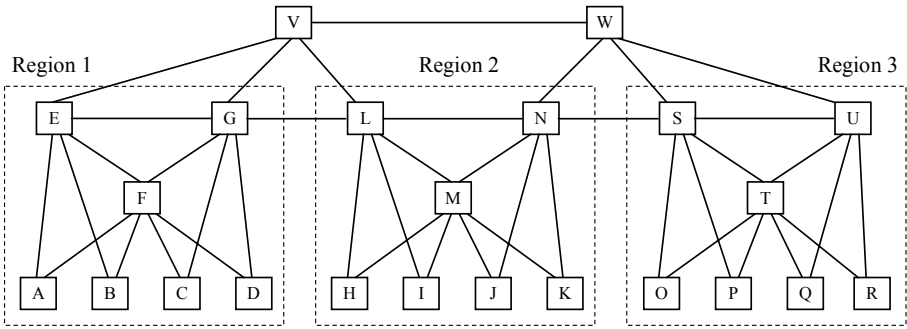 V W
Region 1 Region 2 Region 3
E G L N S U
F M T
A B C D H I J K O P Q R